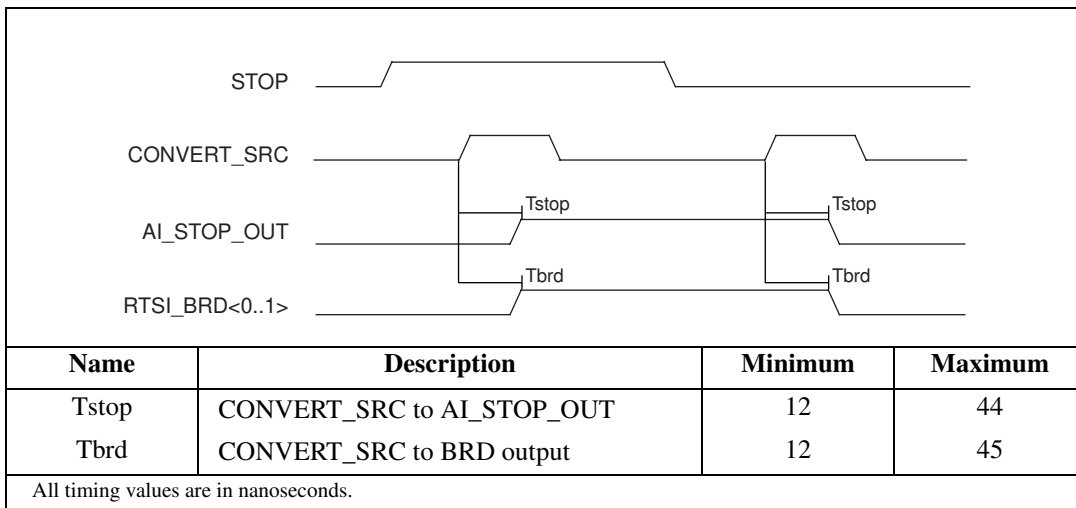 STOP
CONVERT_SRC
Tstop Tstop
AI_STOP_OUT
Tbrd Tbrd
RTSI_BRD<0..1>
Name Description Minimum Maximum
Tstop CONVERT_SRC to AI_STOP_OUT 12 44
Tbrd CONVERT_SRC to BRD output 12 45
All timing values are in nanoseconds.